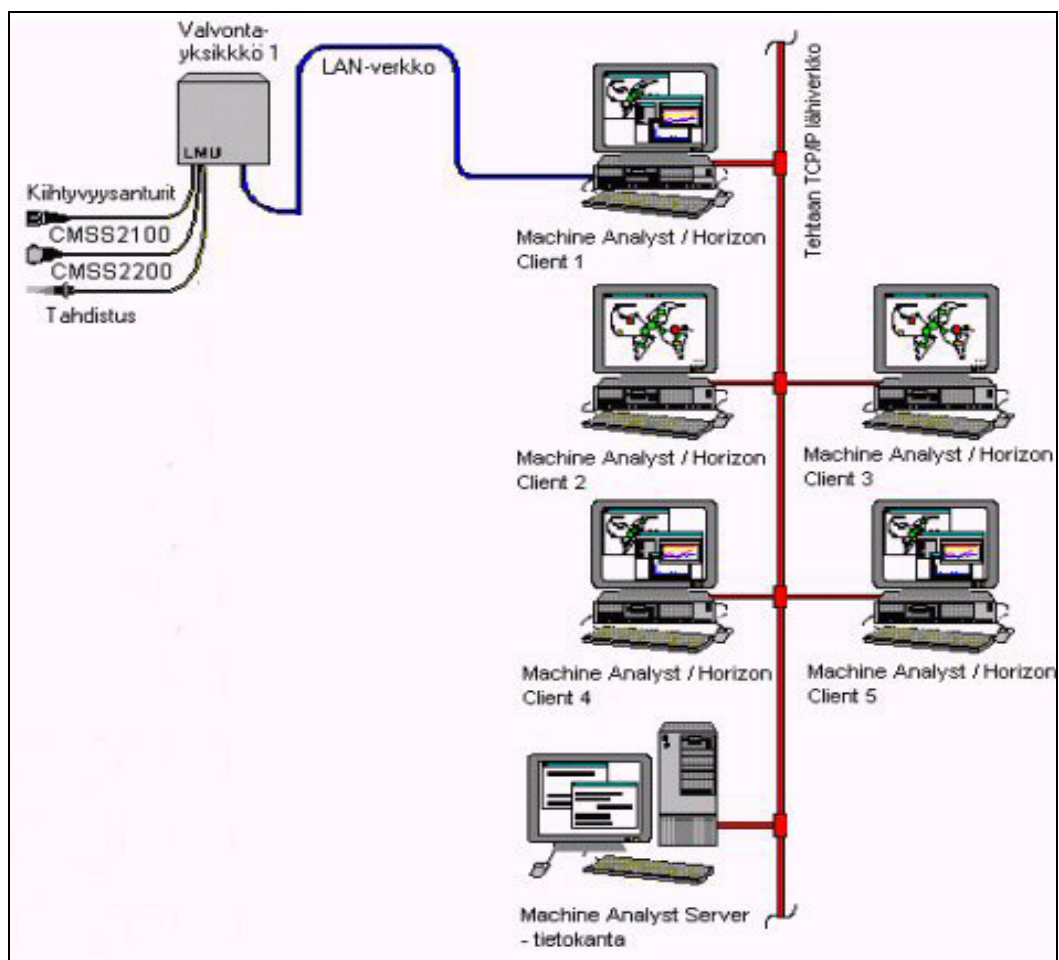 Valvonta-
yksikkkö 1
LAN-verkko
LMU
Kiihtyvyysanturit
CMSS2100
CMSS2200
Tahdistus
Tehtaan TCP/IP lähiverkko
Machine Analyst / Horizon
Client 1
Machine Analyst / Horizon
Client 2
Machine Analyst / Horizon
Client 3
Machine Analyst / Horizon
Client 4
Machine Analyst / Horizon
Client 5
Machine Analyst Server
- tietokanta